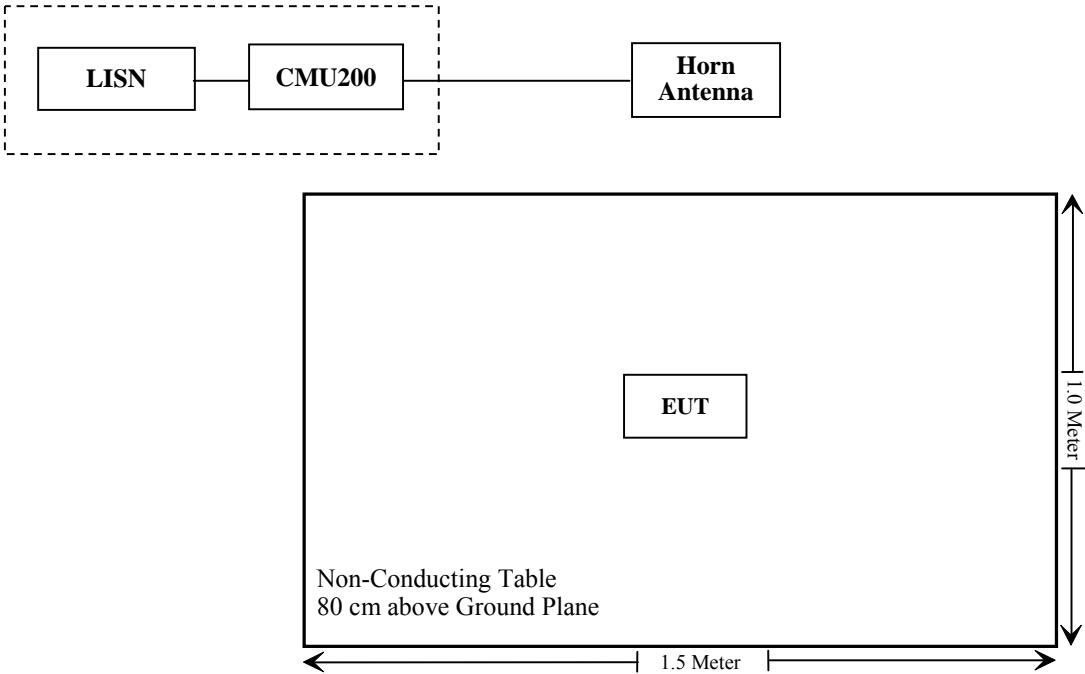 LISN
CMU200
Horn
Antenna
EUT
1.0 Meter
Non-Conducting Table
80 cm above Ground Plane
1.5 Meter